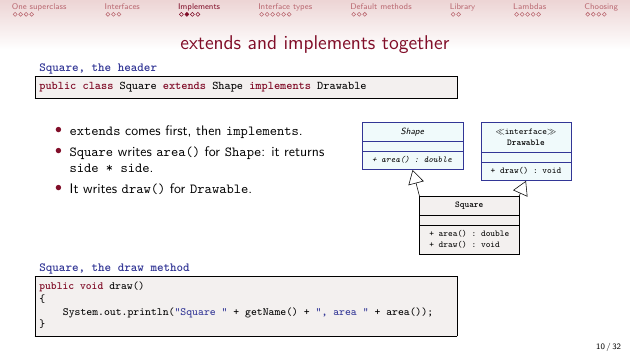 One superclass Interfaces Implements Interface types Default methods Library Lambdas Choosing
extends and implements together
Square, the header
public class Square extends Shape implements Drawable
• extends comes first, then implements.
• Square writes area() for Shape: it returns
side * side.
• It writes draw() for Drawable.
Shape
+ area() : double
≪interface≫
Drawable
+ draw() : void
Square
+ area() : double
+ draw() : void
Square, the draw method
public void draw()
{
    System.out.println("Square " + getName() + ", area " + area());
}
10 / 32